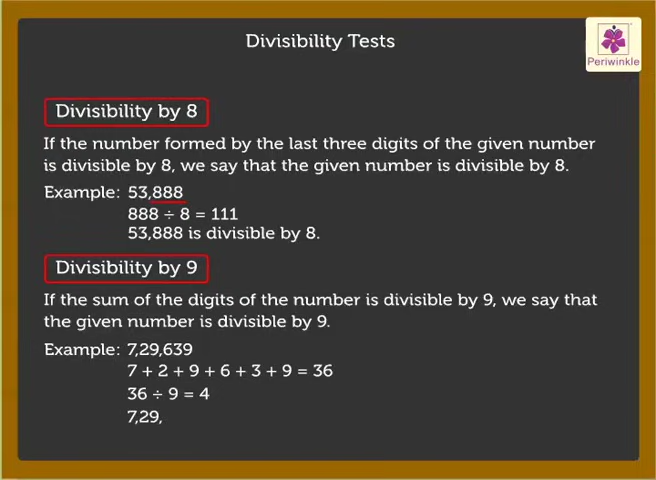 Divisibility Tests
Periwinkle
Divisibility by 8
If the number formed by the last three digits of the given number
is divisible by 8, we say that the given number is divisible by 8.
Example: 53,888
888 ÷ 8 = 111
53,888 is divisible by 8.
Divisibility by 9
If the sum of the digits of the number is divisible by 9, we say that
the given number is divisible by 9.
Example: 7,29,639
7 + 2 + 9 + 6 + 3 + 9 = 36
36 ÷ 9 = 4
7,29,